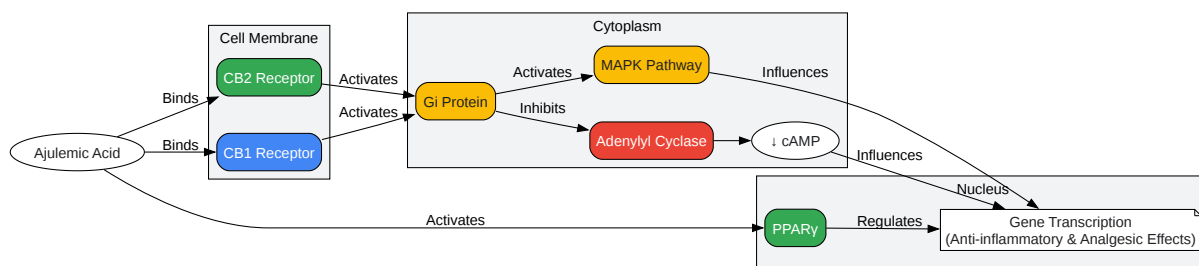 Cytoplasm
Cell Membrane
CB2 Receptor
Activates
MAPK Pathway
Influences
Activates
Binds
Gi Protein
Activates
Inhibits
Ajulemic Acid
Binds
CB1 Receptor
Adenylyl Cyclase
↓ cAMP
Influences
Nucleus
Activates
PPARγ
Regulates
Gene Transcription
(Anti-inflammatory & Analgesic Effects)